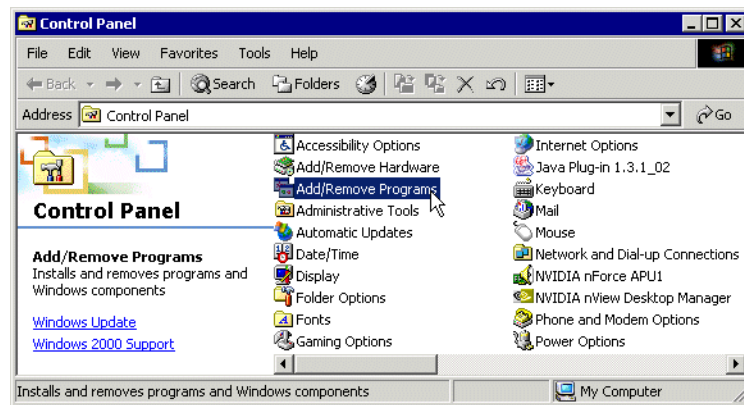 Control Panel
File Edit View Favorites Tools Help
Back Search Folders
Address Control Panel Go
Control Panel
Add/Remove Programs
Installs and removes programs and
Windows components
Windows Update
Windows 2000 Support
Accessibility Options
Add/Remove Hardware
Add/Remove Programs
Administrative Tools
Automatic Updates
Date/Time
Display
Folder Options
Fonts
Gaming Options
Internet Options
Java Plug-in 1.3.1_02
Keyboard
Mail
Mouse
Network and Dial-up Connections
NVIDIA nForce APU1
NVIDIA nView Desktop Manager
Phone and Modem Options
Power Options
Installs and removes programs and Windows components My Computer